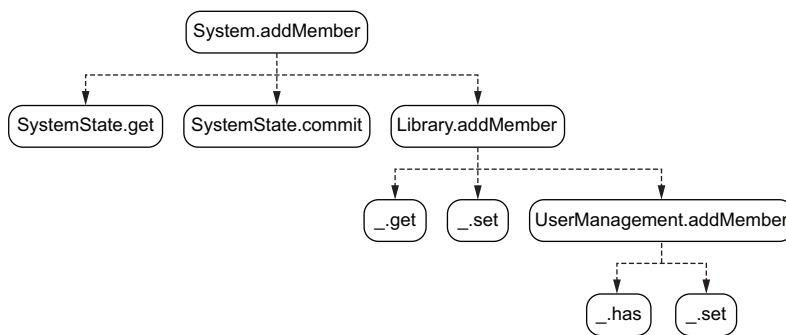 System.addMember
SystemState.get
SystemState.commit
Library.addMember
_.get
_.set
UserManagement.addMember
_.has
_.set